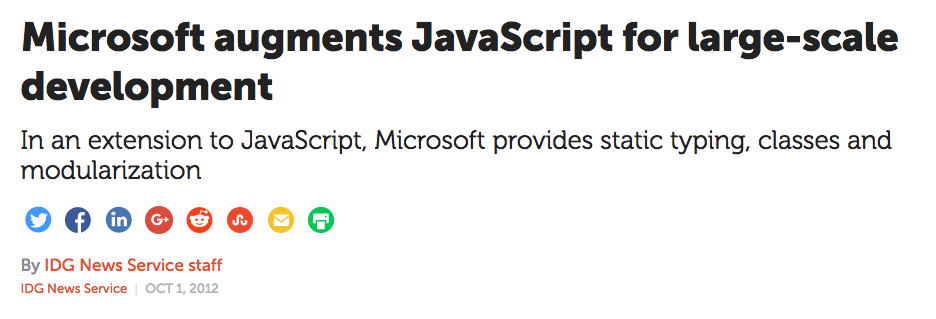 Microsoft augments JavaScript for large-scale
development
In an extension to JavaScript, Microsoft provides static typing, classes and
modularization
in G+
By IDG News Service staff
IDG News Service | OCT 1, 2012